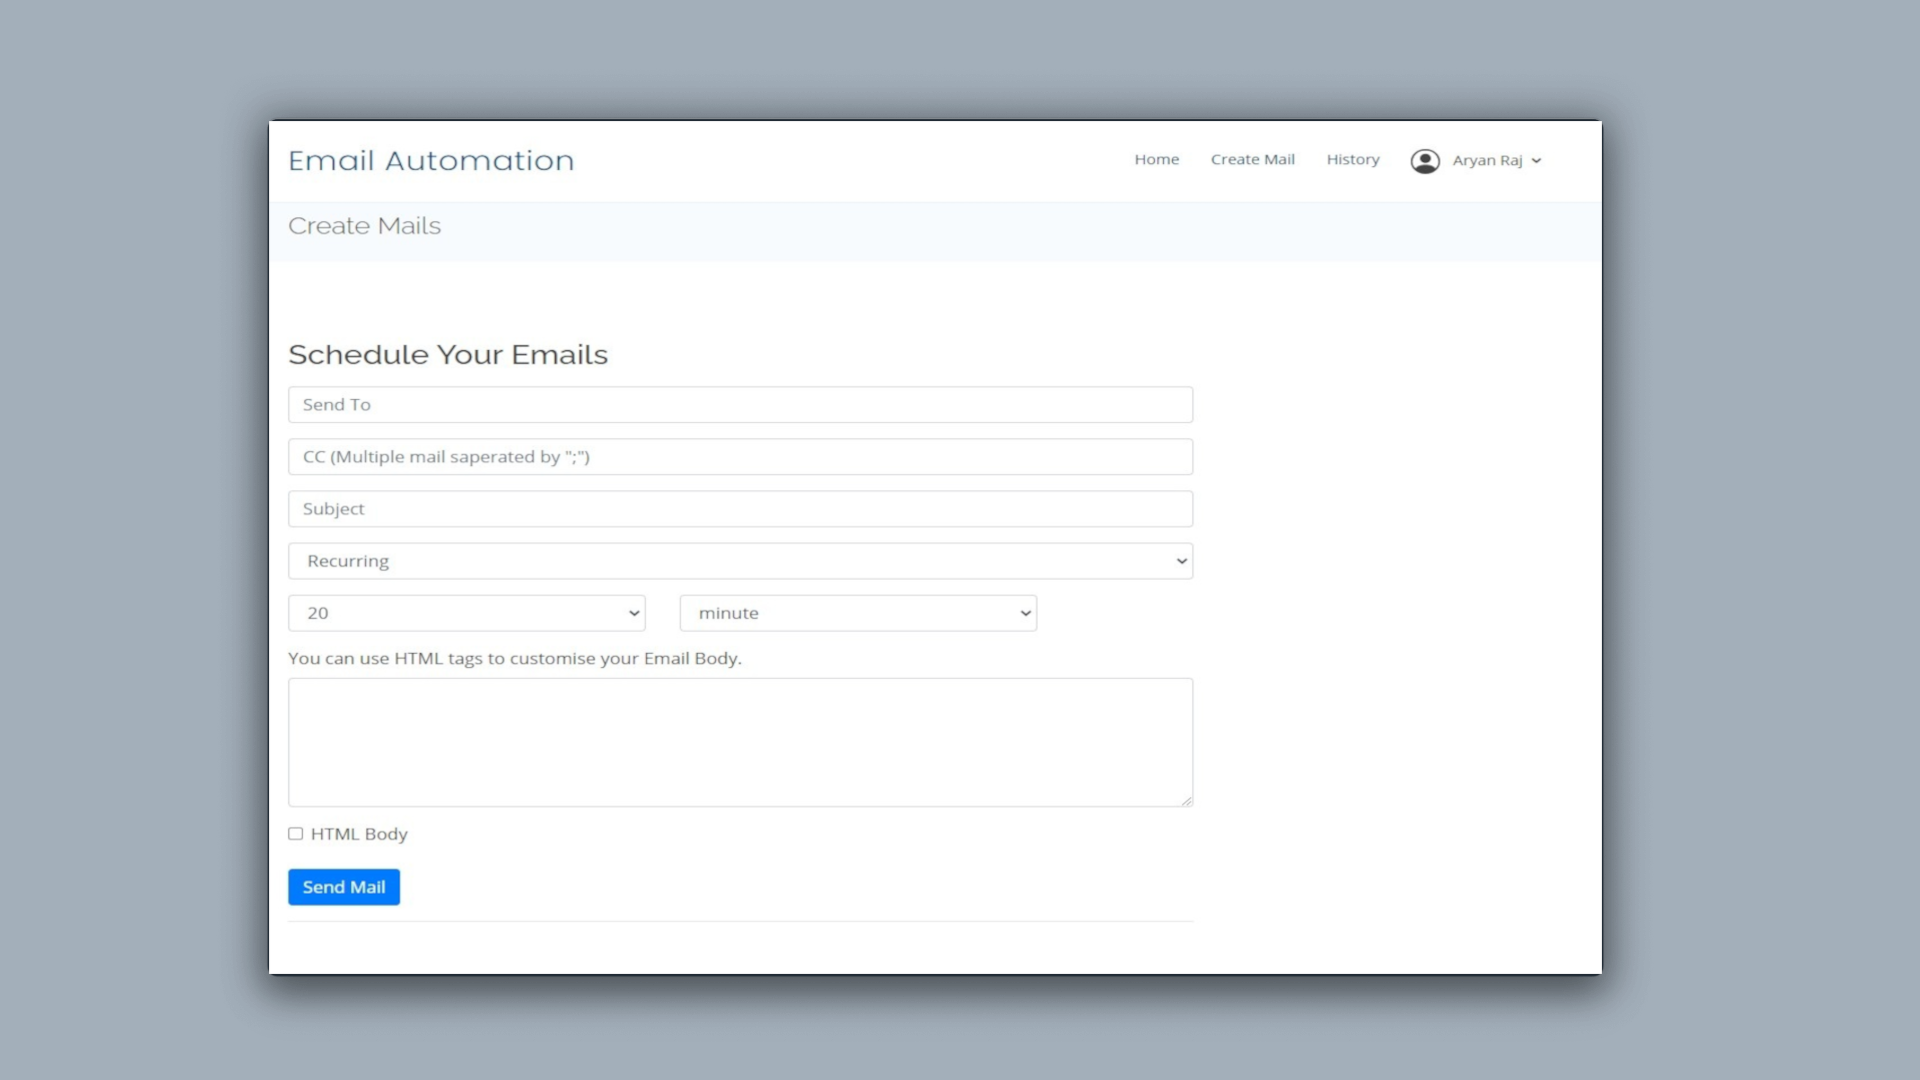 Email Automation
Home Create Mail History Aryan Raj
Create Mails
Schedule Your Emails
Send To
CC (Multiple mail saperated by ";")
Subject
Recurring
20 minute
You can use HTML tags to customise your Email Body.
HTML Body
Send Mail